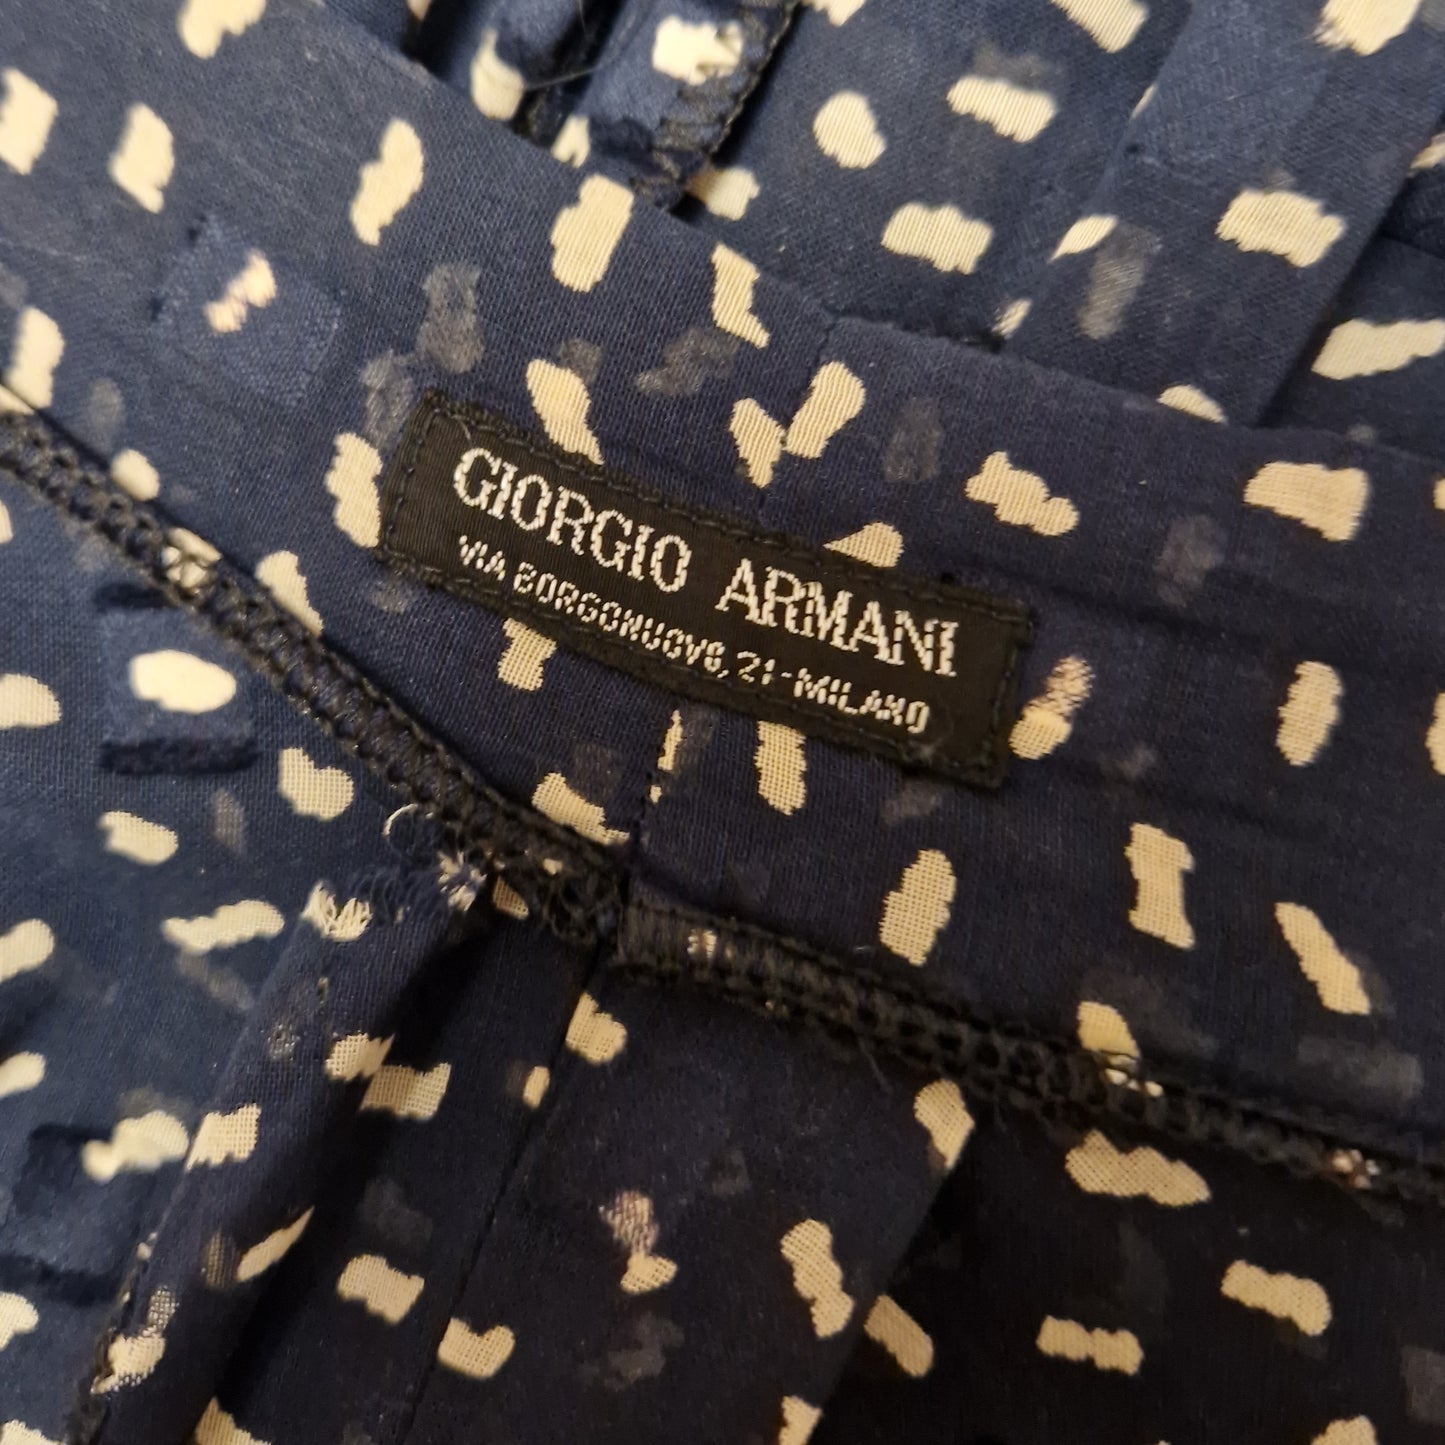 GIORGIO ARMANI
VIA BORGONUOVO, 21-MILANO